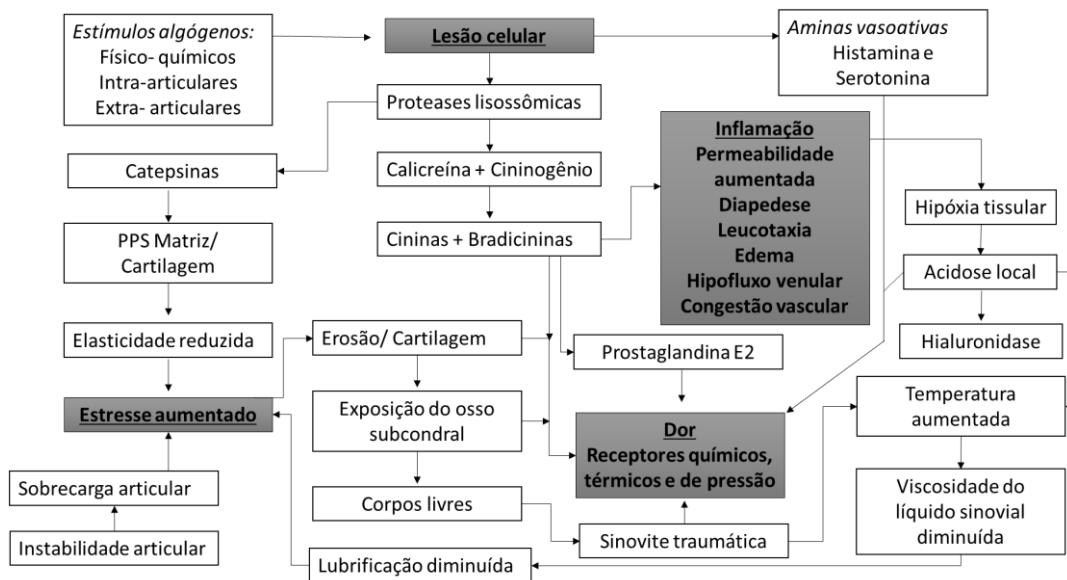 Estímulos algógenos:
Físico- químicos
Intra-articulares
Extra- articulares
Lesão celular
Aminas vasoativas
Histamina e
Serotonina
Proteases lisossômicas
Catepsinas
Calicreína + Cininogênio
Inflamação
Permeabilidade
aumentada
Diapedese
Leucotaxia
Edema
Hipofluxo venular
Congestão vascular
Hipóxia tissular
PPS Matriz/
Cartilagem
Cininas + Bradicininas
Acidose local
Elasticidade reduzida
Erosão/ Cartilagem
Prostaglandina E2
Hialuronidase
Estresse aumentado
Exposição do osso
subcondral
Dor
Receptores químicos,
térmicos e de pressão
Temperatura
aumentada
Sobrecarga articular
Corpos livres
Viscosidade do
líquido sinovial
diminuída
Instabilidade articular
Sinovite traumática
Lubrificação diminuída